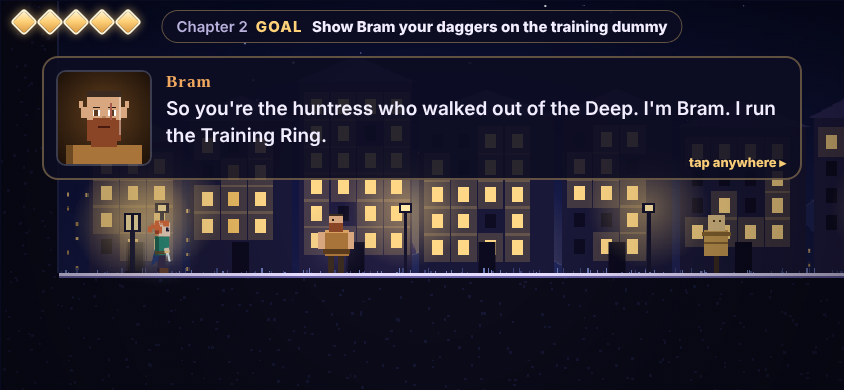 Chapter 2 GOAL Show Bram your daggers on the training dummy
Bram
So you're the huntress who walked out of the Deep. I'm Bram. I run
the Training Ring.
tap anywhere ▸